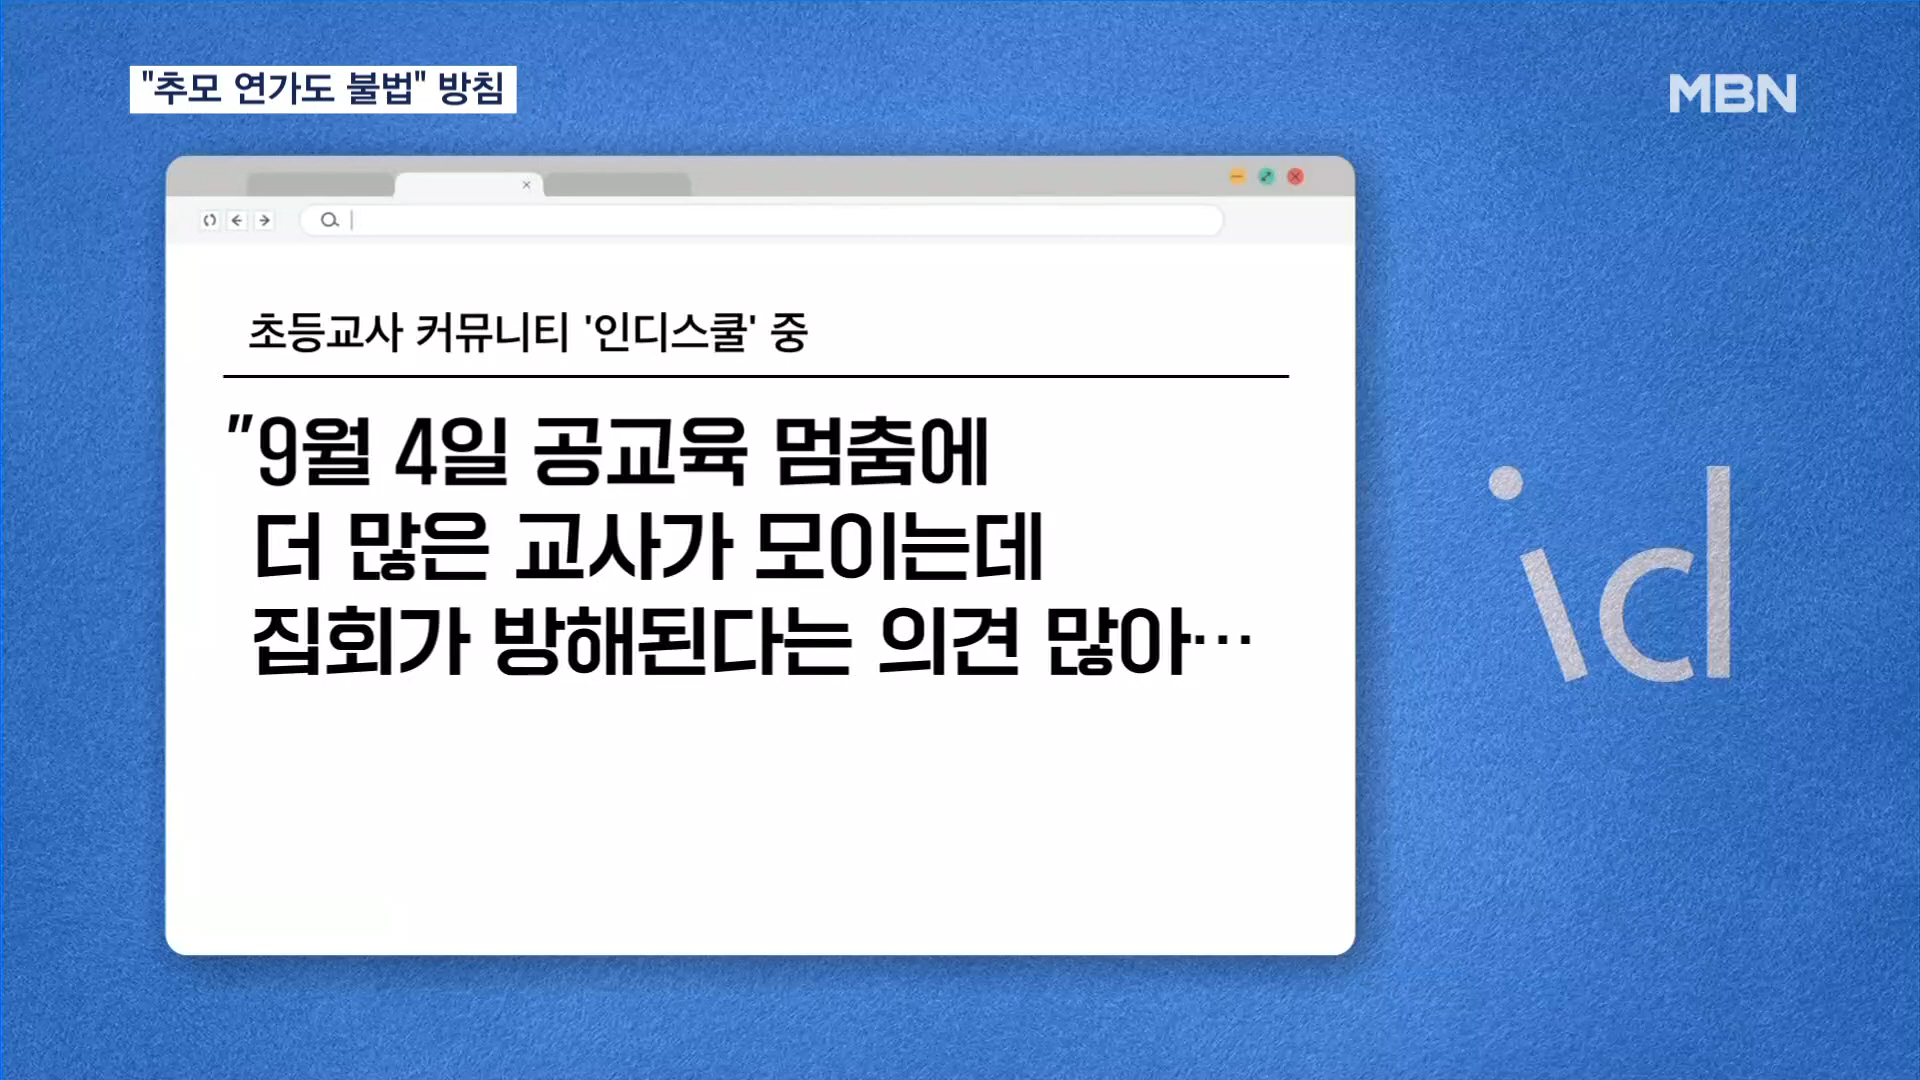 "추모 연가도 불법" 방침
MBN
초등교사 커뮤니티 '인디스쿨' 중
"9월 4일 공교육 멈춤에
더 많은 교사가 모이는데
집회가 방해된다는 의견 많아…
id